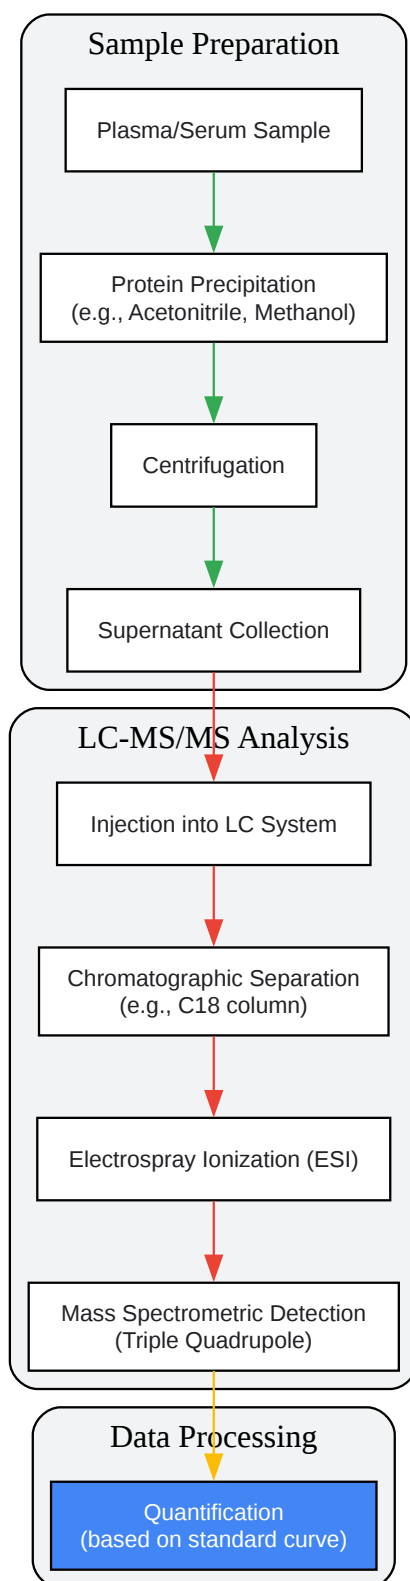 Sample Preparation
Plasma/Serum Sample
Protein Precipitation
(e.g., Acetonitrile, Methanol)
Centrifugation
Supernatant Collection
LC-MS/MS Analysis
Injection into LC System
Chromatographic Separation
(e.g., C18 column)
Electrospray Ionization (ESI)
Mass Spectrometric Detection
(Triple Quadrupole)
Data Processing
Quantification
(based on standard curve)